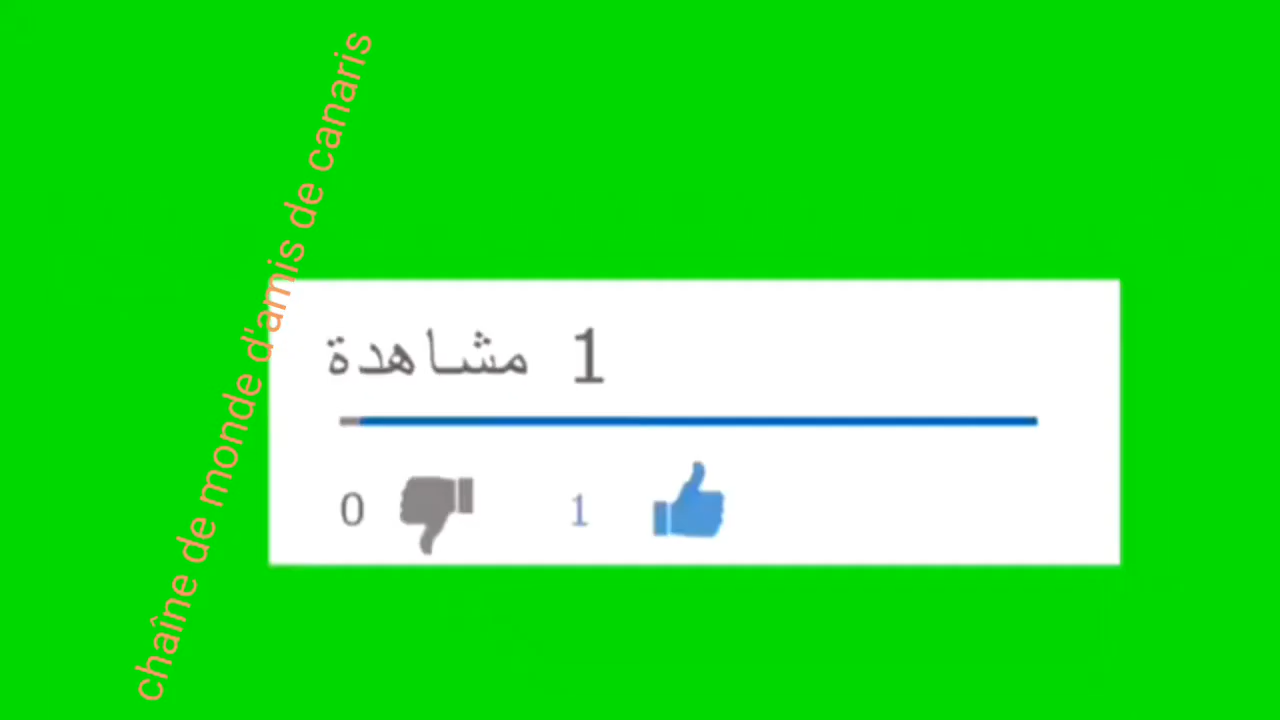 chaîne de monde d'amis de canaris
1 مشاهدة
0 1